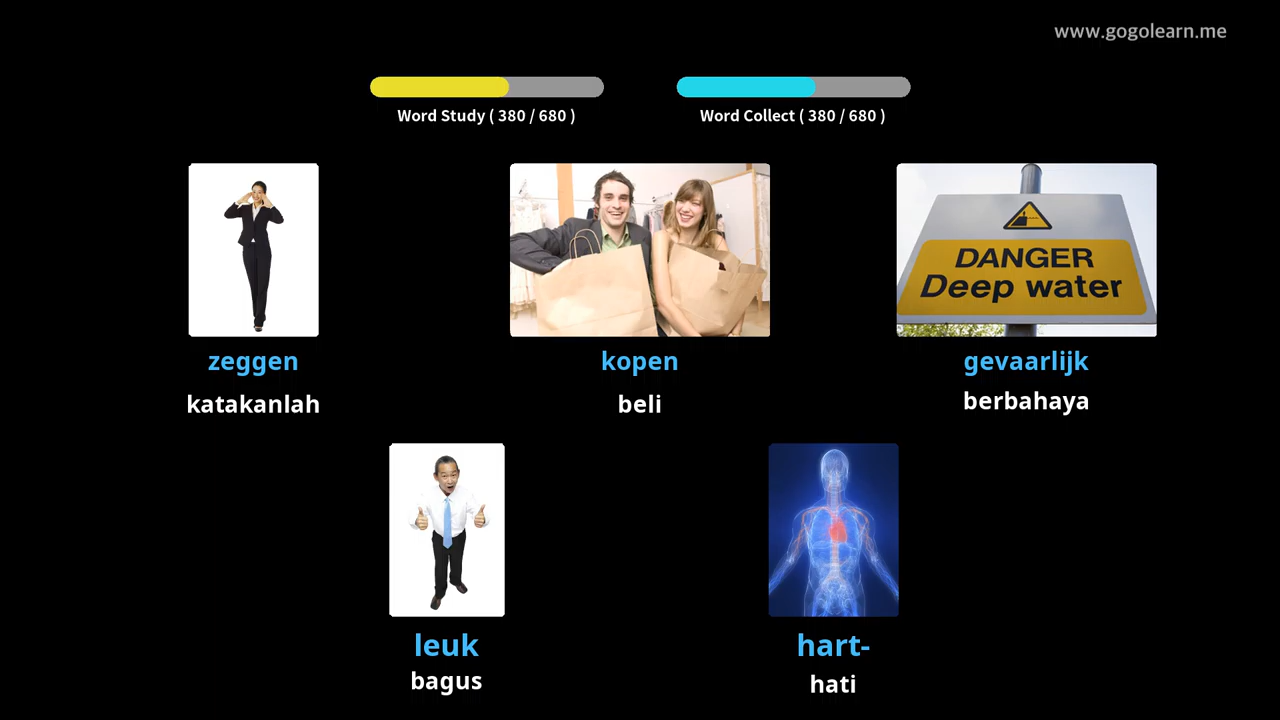 www.gogolearn.me
Word Study ( 380 / 680 )
Word Collect ( 380 / 680 )
DANGER
Deep water
zeggen
kopen
gevaarlijk
katakanlah
beli
berbahaya
leuk
hart-
bagus
hati